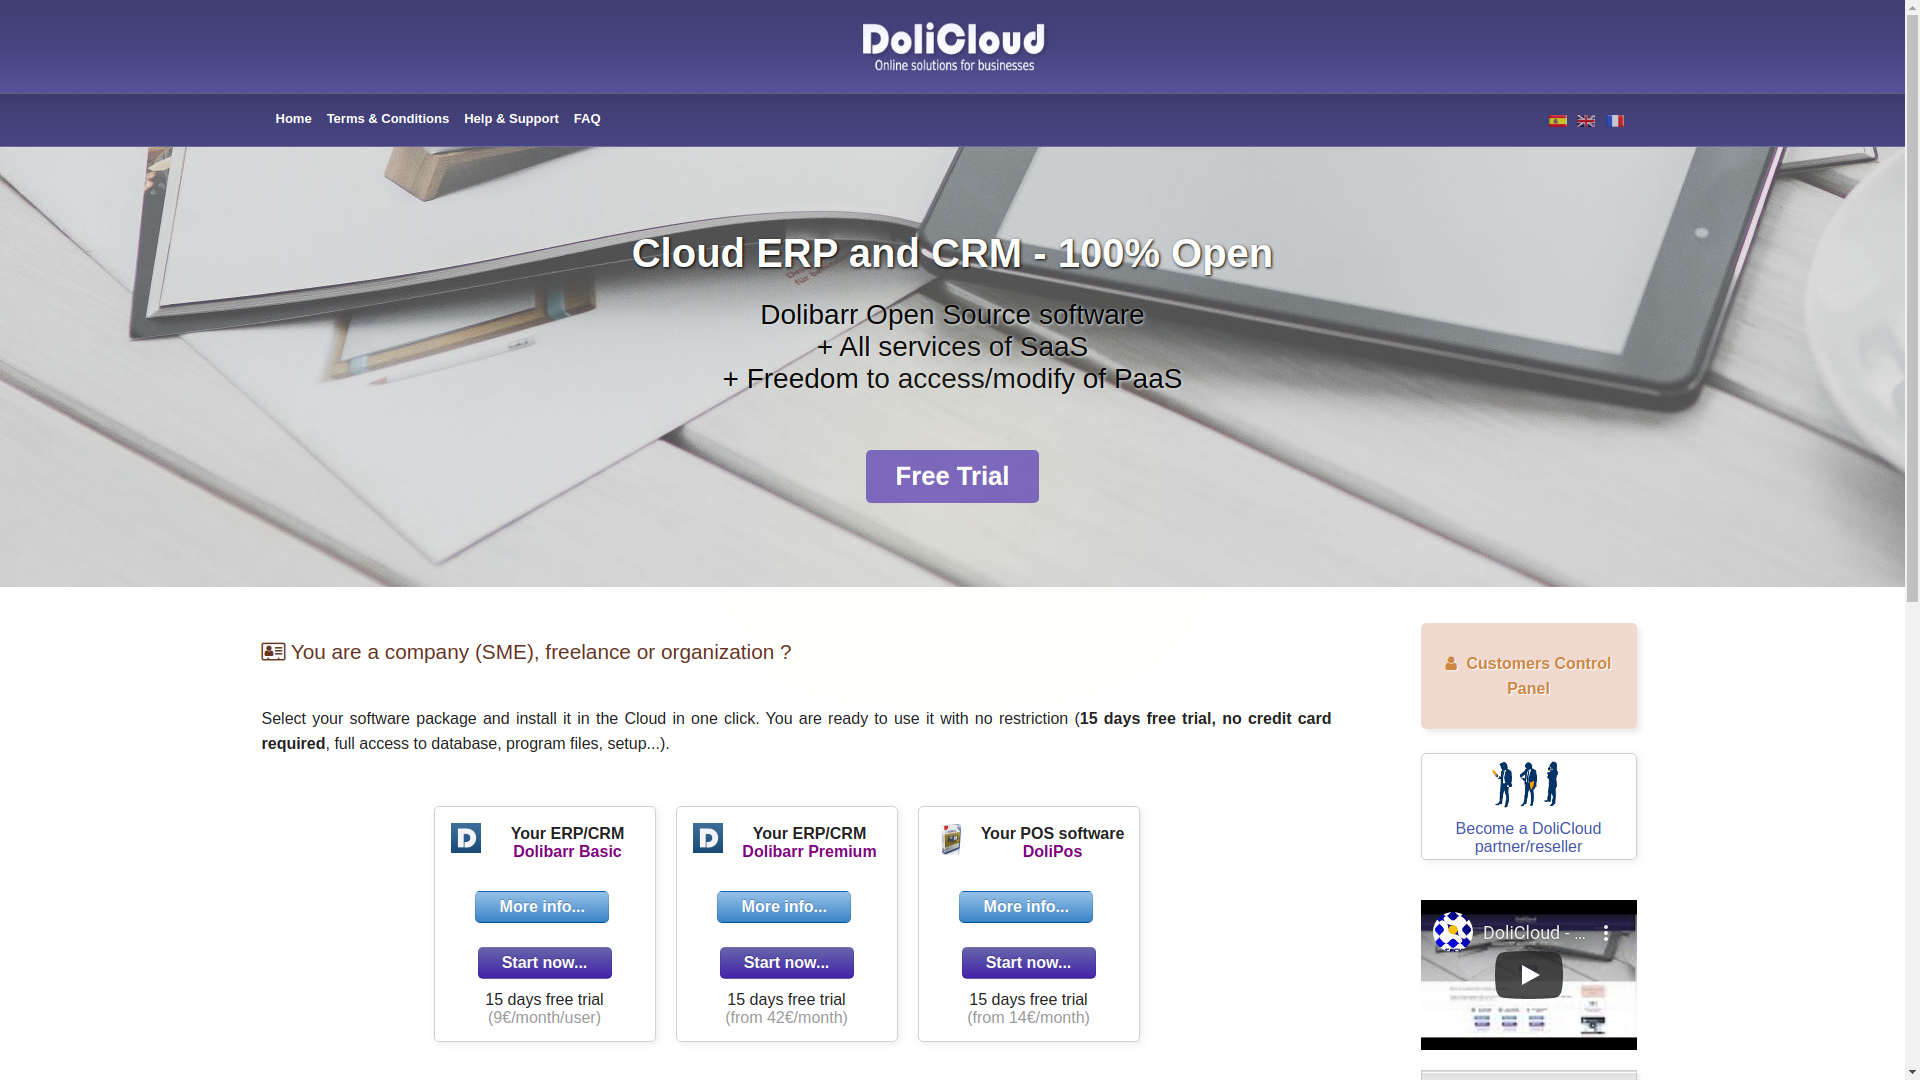 DoliCloud
Online solutions for businesses
Home Terms & Conditions Help & Support FAQ
Cloud ERP and CRM - 100% Open
Dolibarr Open Source software
+ All services of SaaS
+ Freedom to access/modify of PaaS
Free Trial
You are a company (SME), freelance or organization ?
Select your software package and install it in the Cloud in one click. You are ready to use it with no restriction (15 days free trial, no credit card
required, full access to database, program files, setup...).
Your ERP/CRM
Dolibarr Basic
More info...
Start now...
15 days free trial
(9€/month/user)
Your ERP/CRM
Dolibarr Premium
More info...
Start now...
15 days free trial
(from 42€/month)
Your POS software
DoliPos
More info...
Start now...
15 days free trial
(from 14€/month)
Customers Control
Panel
Become a DoliCloud
partner/reseller
DoliCloud - ...